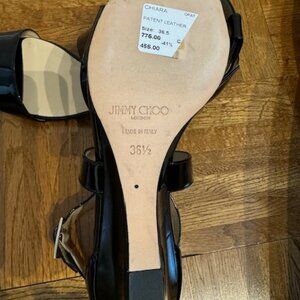 CHIARA
PATENT LEATHER
Size: 36.5
776.00
-41% C
455.00
JIMMY CHOO
LONDON
MADE IN ITALY
36½